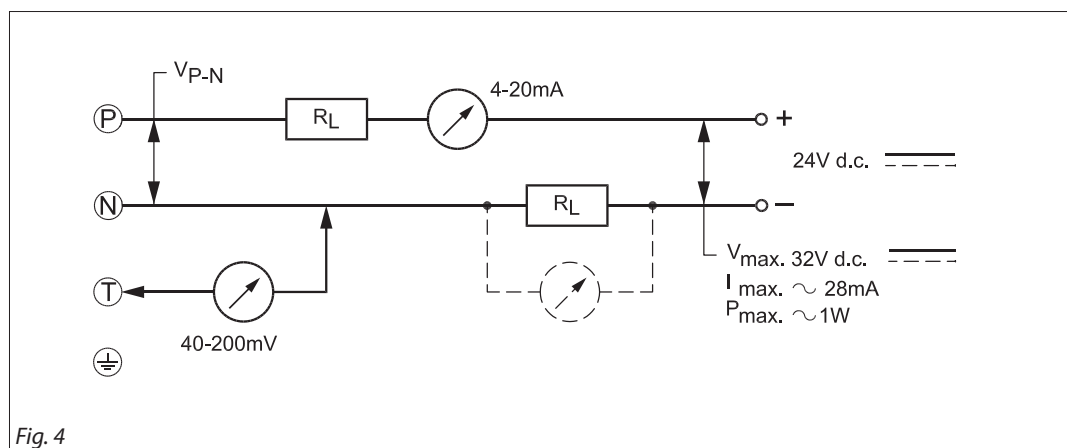 V P-N
4-20mA
P
R L
+
24V d.c.
N
R L
−
V max. 32V d.c.
T
I max. ∼ 28mA
P max. ∼ 1W
40-200mV
Fig. 4